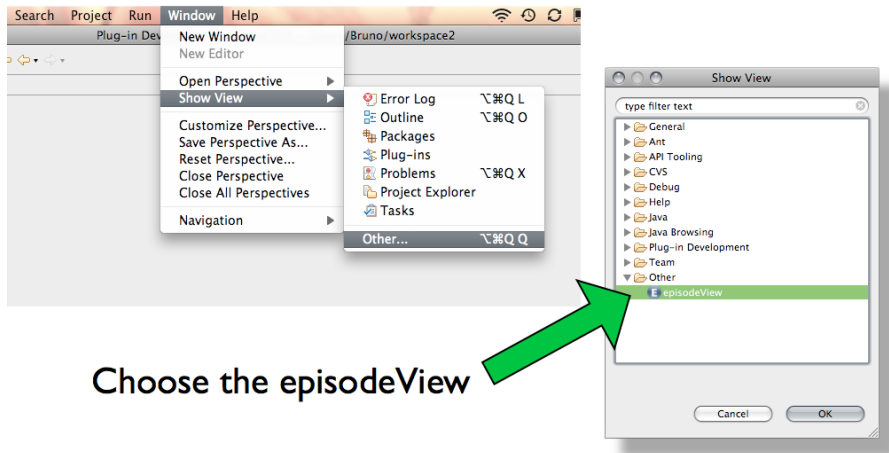 Search Project Run Window Help
Plug-in Dev
/Bruno/workspace2
New Window
New Editor
Open Perspective
Show View
Customize Perspective...
Save Perspective As...
Reset Perspective...
Close Perspective
Close All Perspectives
Navigation
Error Log ⌥⌘Q L
Outline ⌥⌘Q O
Packages
Plug-ins
Problems ⌥⌘Q X
Project Explorer
Tasks
Other... ⌥⌘Q Q
Show View
type filter text
General
Ant
API Tooling
CVS
Debug
Help
Java
Java Browsing
Plug-in Development
Team
Other
E episodeView
Cancel OK
Choose the episodeView